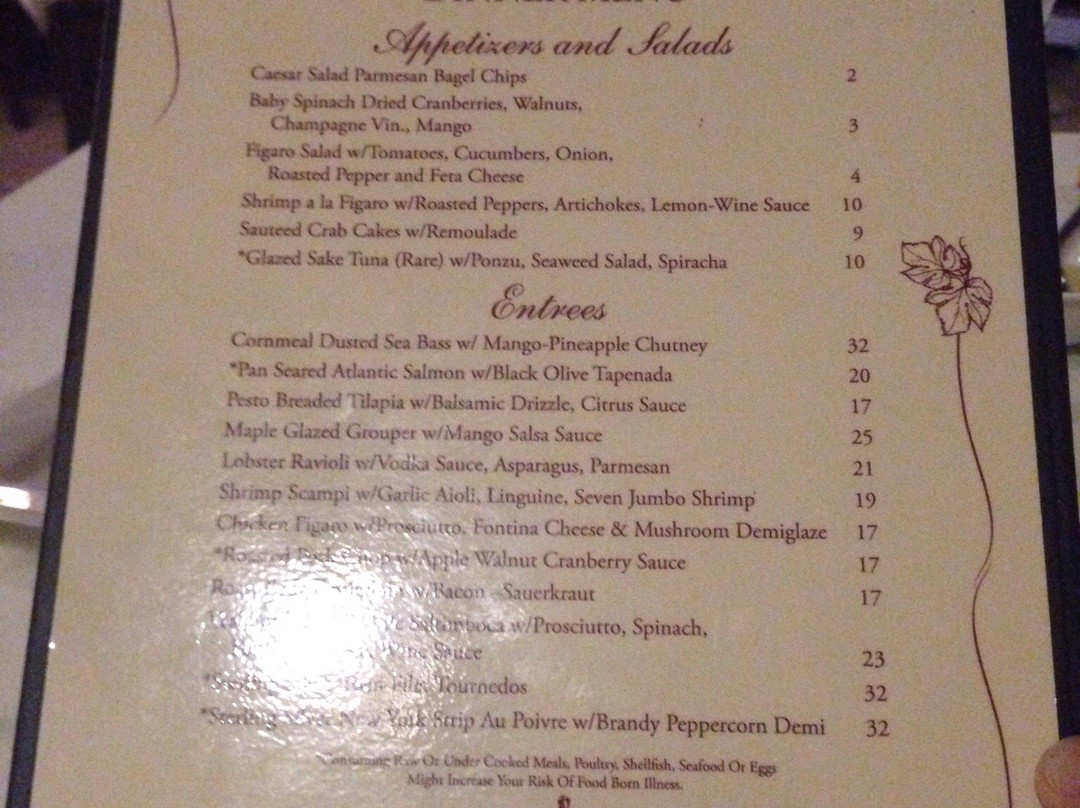 Appetizers and Salads
Caesar Salad Parmesan Bagel Chips 2
Baby Spinach Dried Cranberries, Walnuts,
Champagne Vin., Mango 3
Figaro Salad w/Tomatoes, Cucumbers, Onion,
Roasted Pepper and Feta Cheese 4
Shrimp a la Figaro w/Roasted Peppers, Artichokes, Lemon-Wine Sauce 10
Sauteed Crab Cakes w/Remoulade 9
*Glazed Sake Tuna (Rare) w/Ponzu, Seaweed Salad, Spiracha 10
Entrees
Cornmeal Dusted Sea Bass w/ Mango-Pineapple Chutney 32
*Pan Seared Atlantic Salmon w/Black Olive Tapenada 20
Pesto Breaded Tilapia w/Balsamic Drizzle, Citrus Sauce 17
Maple Glazed Grouper w/Mango Salsa Sauce 25
Lobster Ravioli w/Vodka Sauce, Asparagus, Parmesan 21
Shrimp Scampi w/Garlic Aioli, Linguine, Seven Jumbo Shrimp 19
Chicken Figaro w/Prosciutto, Fontina Cheese & Mushroom Demiglaze 17
*Roasted w/Apple Walnut Cranberry Sauce 17
w/Bacon - Sauerkraut 17
Saltimboca w/Prosciutto, Spinach,
Wine Sauce 23
Filet Tournedos 32
*Sterling Silver New York Strip Au Poivre w/Brandy Peppercorn Demi 32
*Consuming Raw Or Under Cooked Meals, Poultry, Shellfish, Seafood Or Eggs
Might Increase Your Risk Of Food Born Illness.